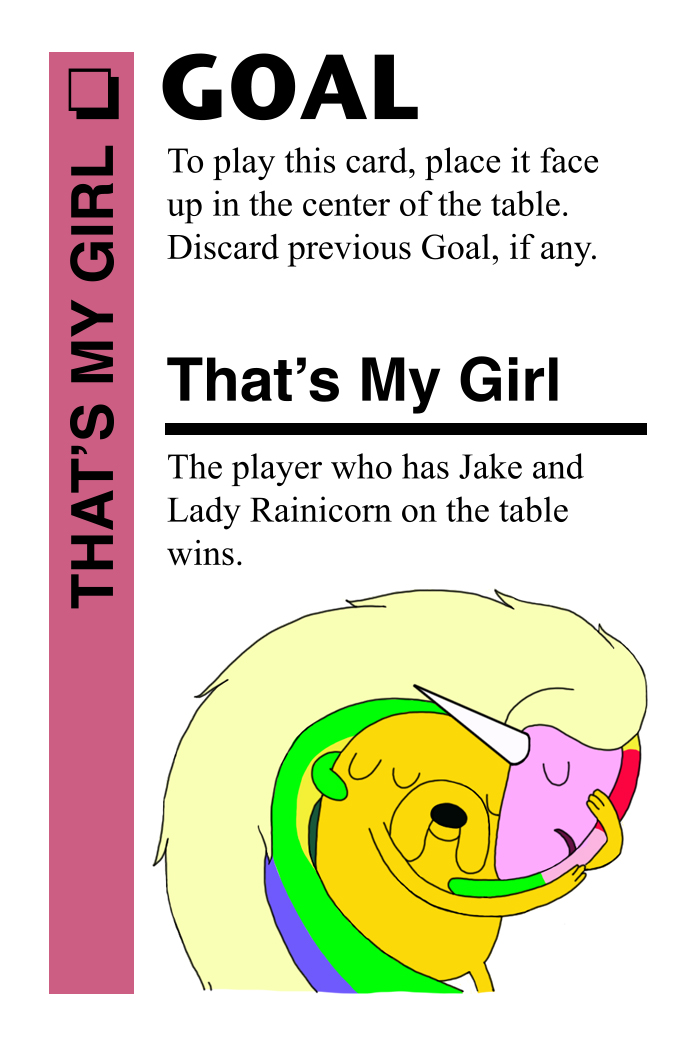 GOAL
To play this card, place it face
up in the center of the table.
Discard previous Goal, if any.
THAT’S MY GIRL
That’s My Girl
The player who has Jake and
Lady Rainicorn on the table
wins.